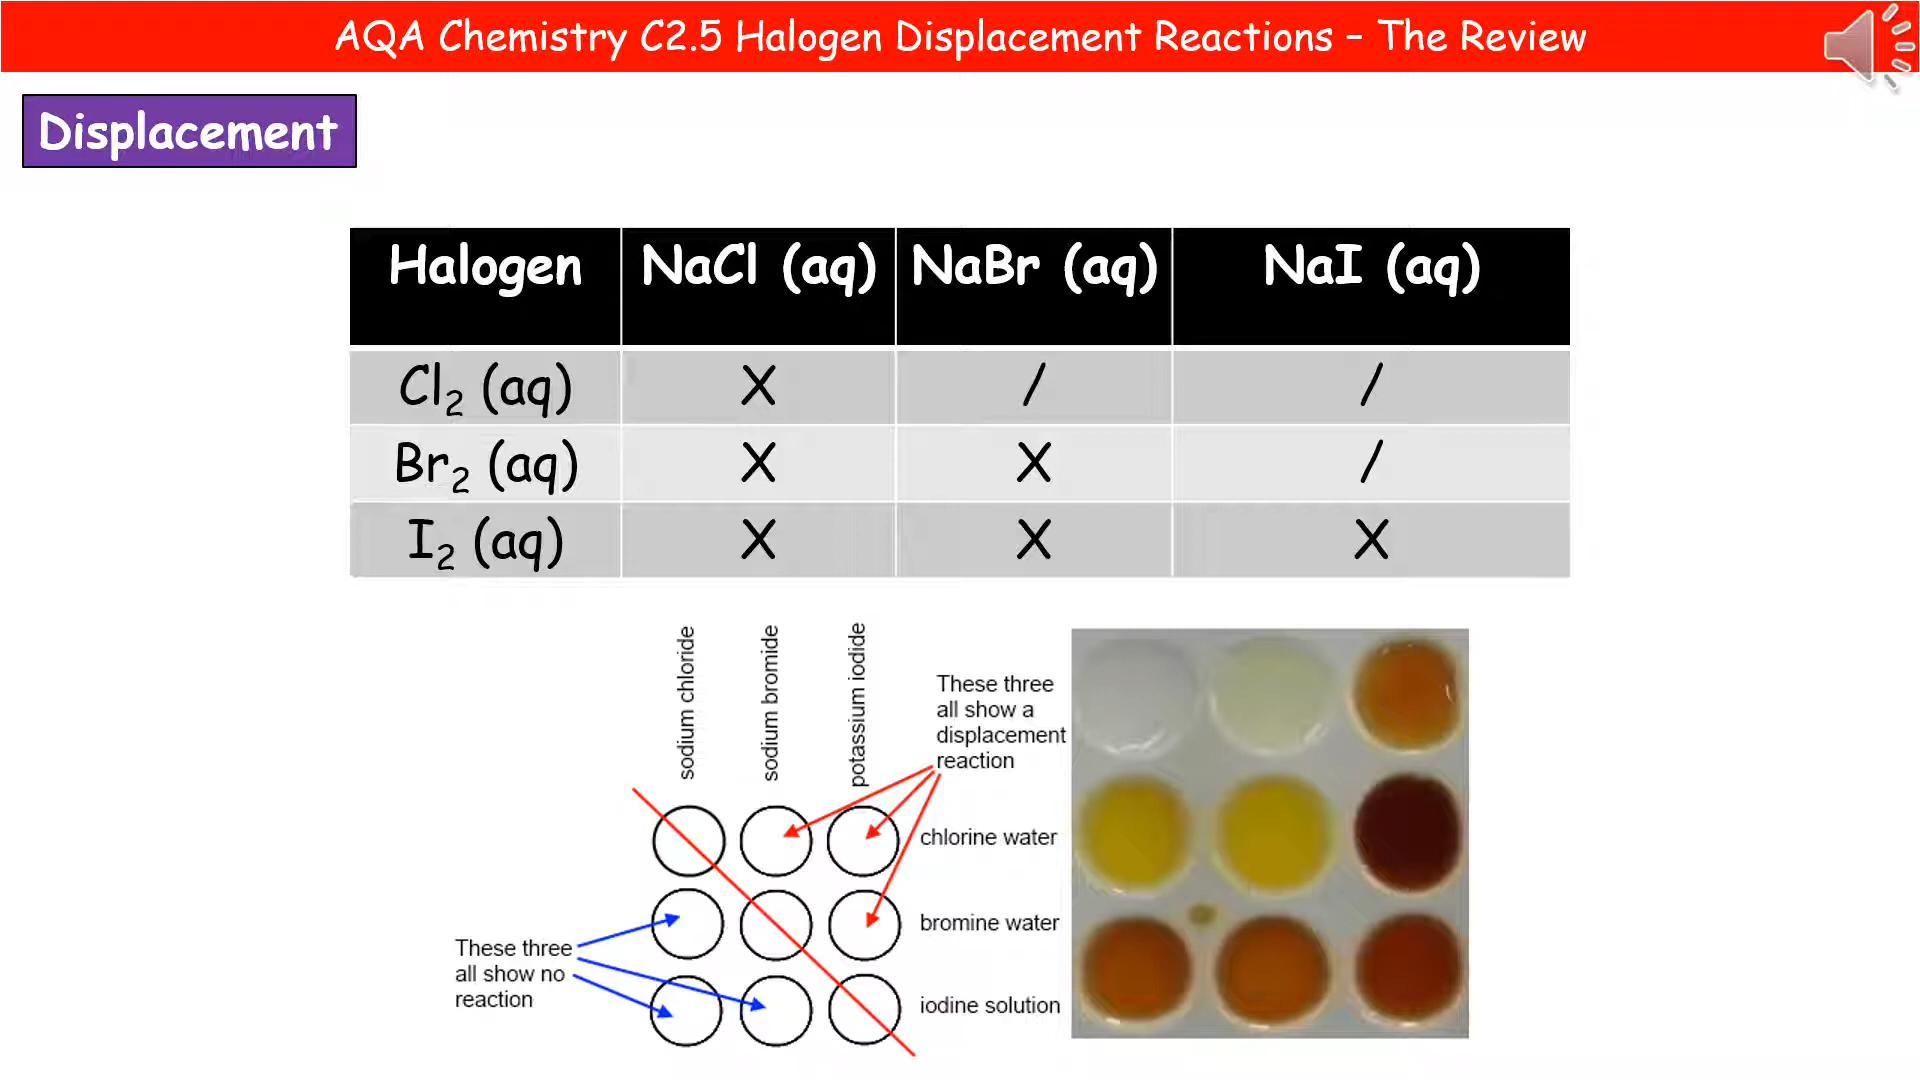 AQA Chemistry C2.5 Halogen Displacement Reactions – The Review
Displacement
Halogen NaCl (aq) NaBr (aq) NaI (aq)
Cl₂ (aq) X / /
Br₂ (aq) X X /
I₂ (aq) X X X
sodium chloride
sodium bromide
potassium iodide
These three
all show a
displacement
reaction
chlorine water
bromine water
These three
all show no
reaction
iodine solution